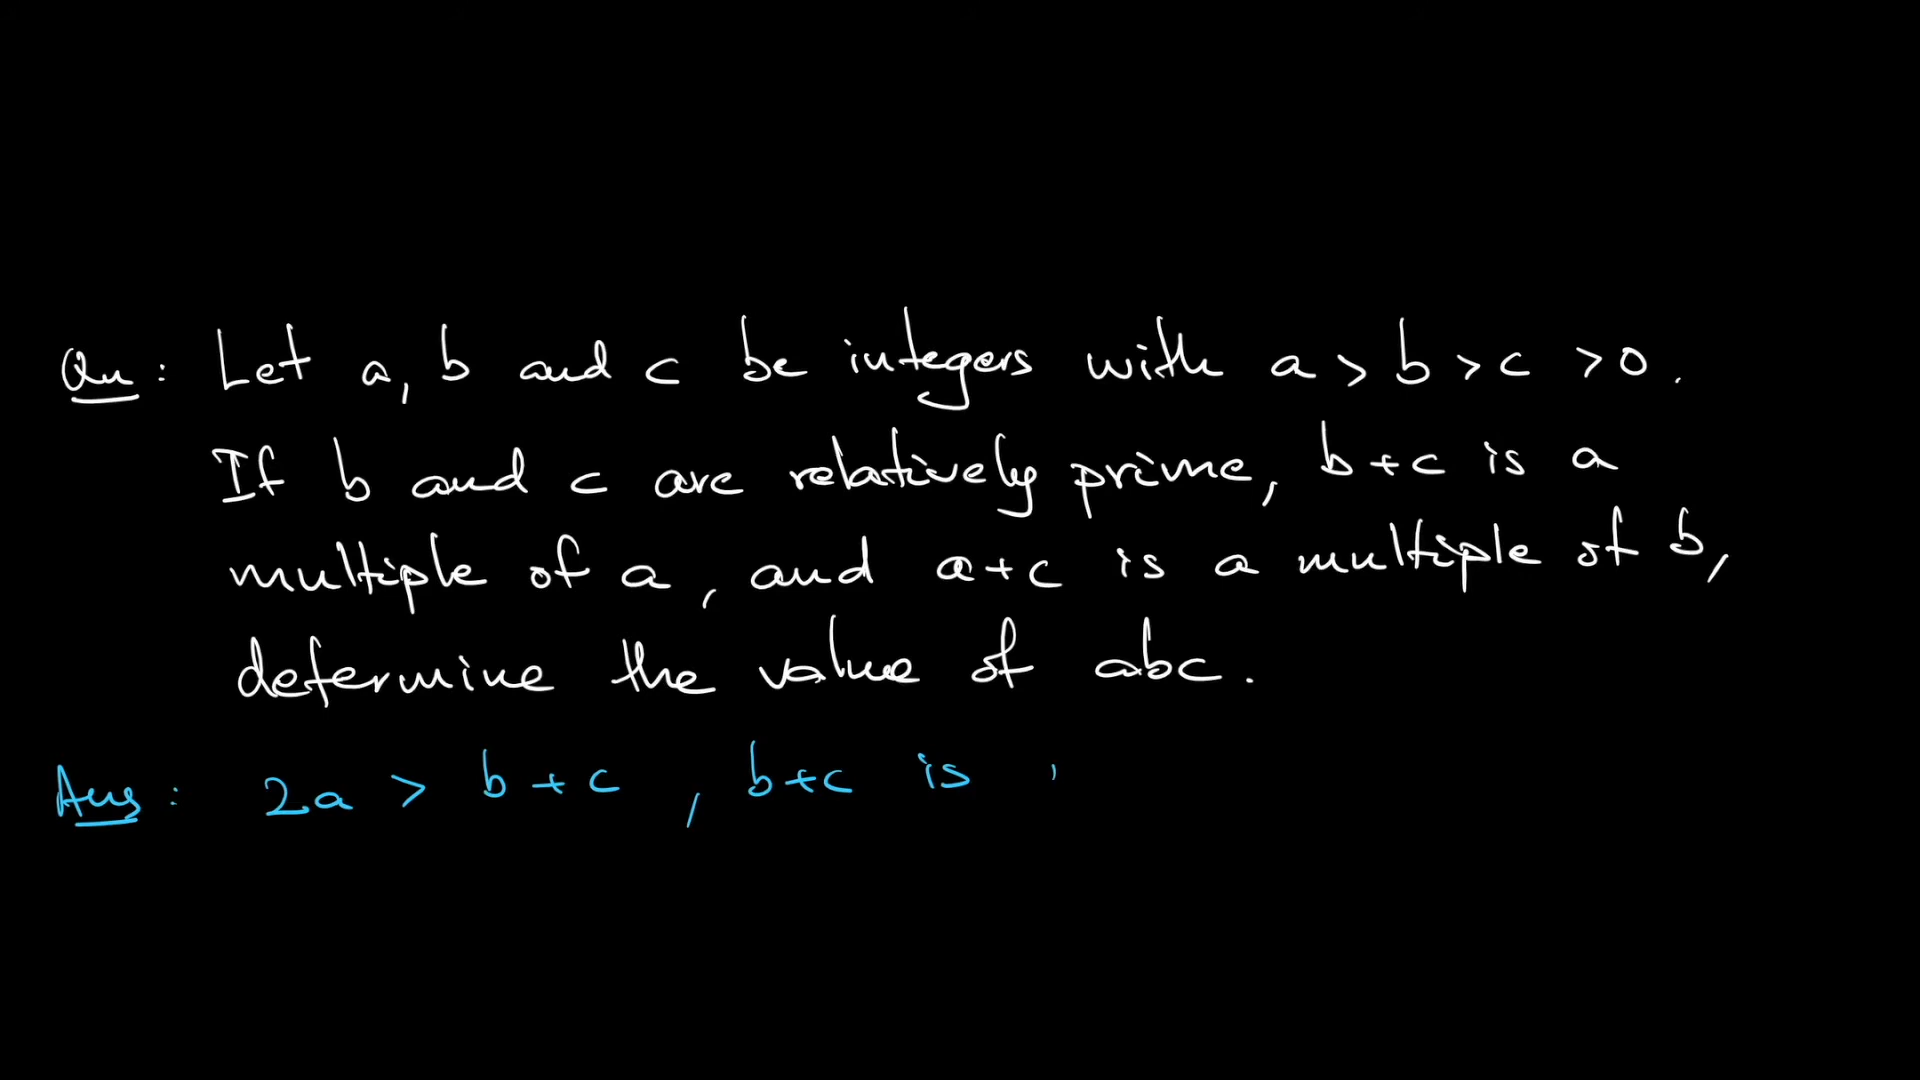 Qu: Let a, b and c be integers with a > b > c > 0.
If b and c are relatively prime, b+c is a
multiple of a, and a+c is a multiple of b,
determine the value of abc.
Ans: 2a > b + c , b+c is